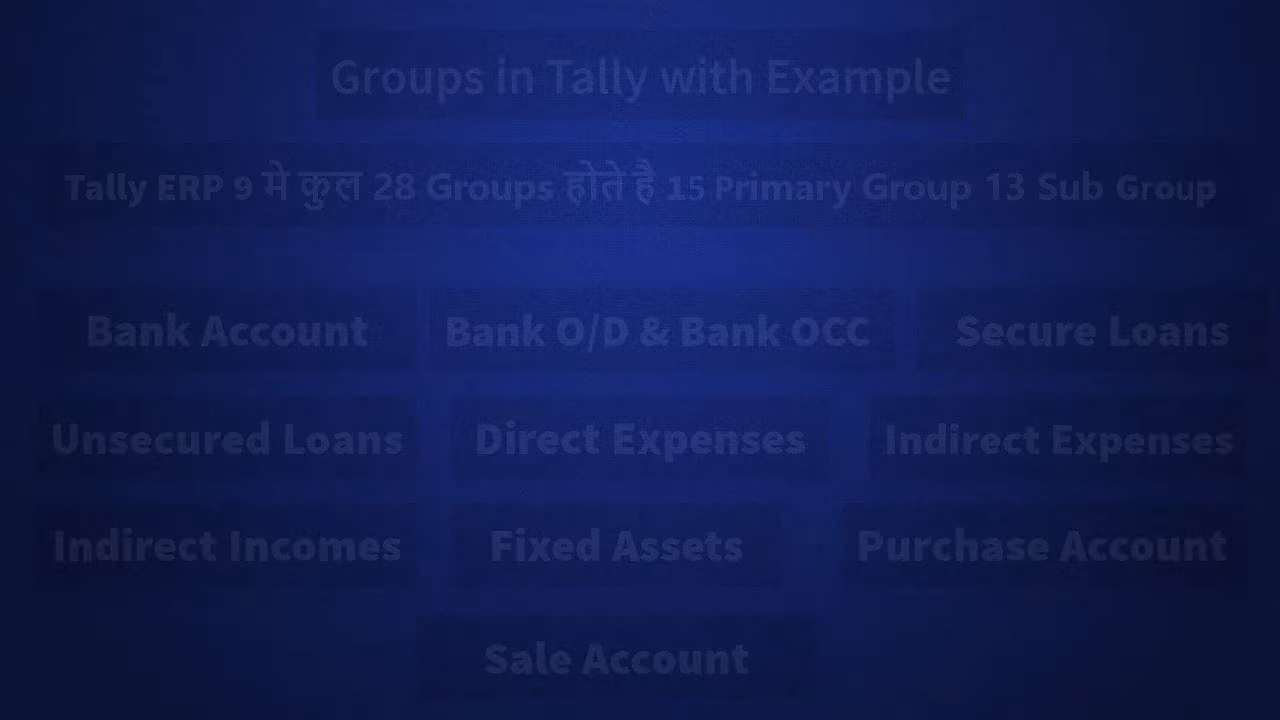 Groups in Tally with Example
Tally ERP 9 मे कुल 28 Groups होते है 15 Primary Group 13 Sub Group
Bank Account Bank O/D & Bank OCC Secure Loans
Unsecured Loans Direct Expenses Indirect Expenses
Indirect Incomes Fixed Assets Purchase Account
Sale Account